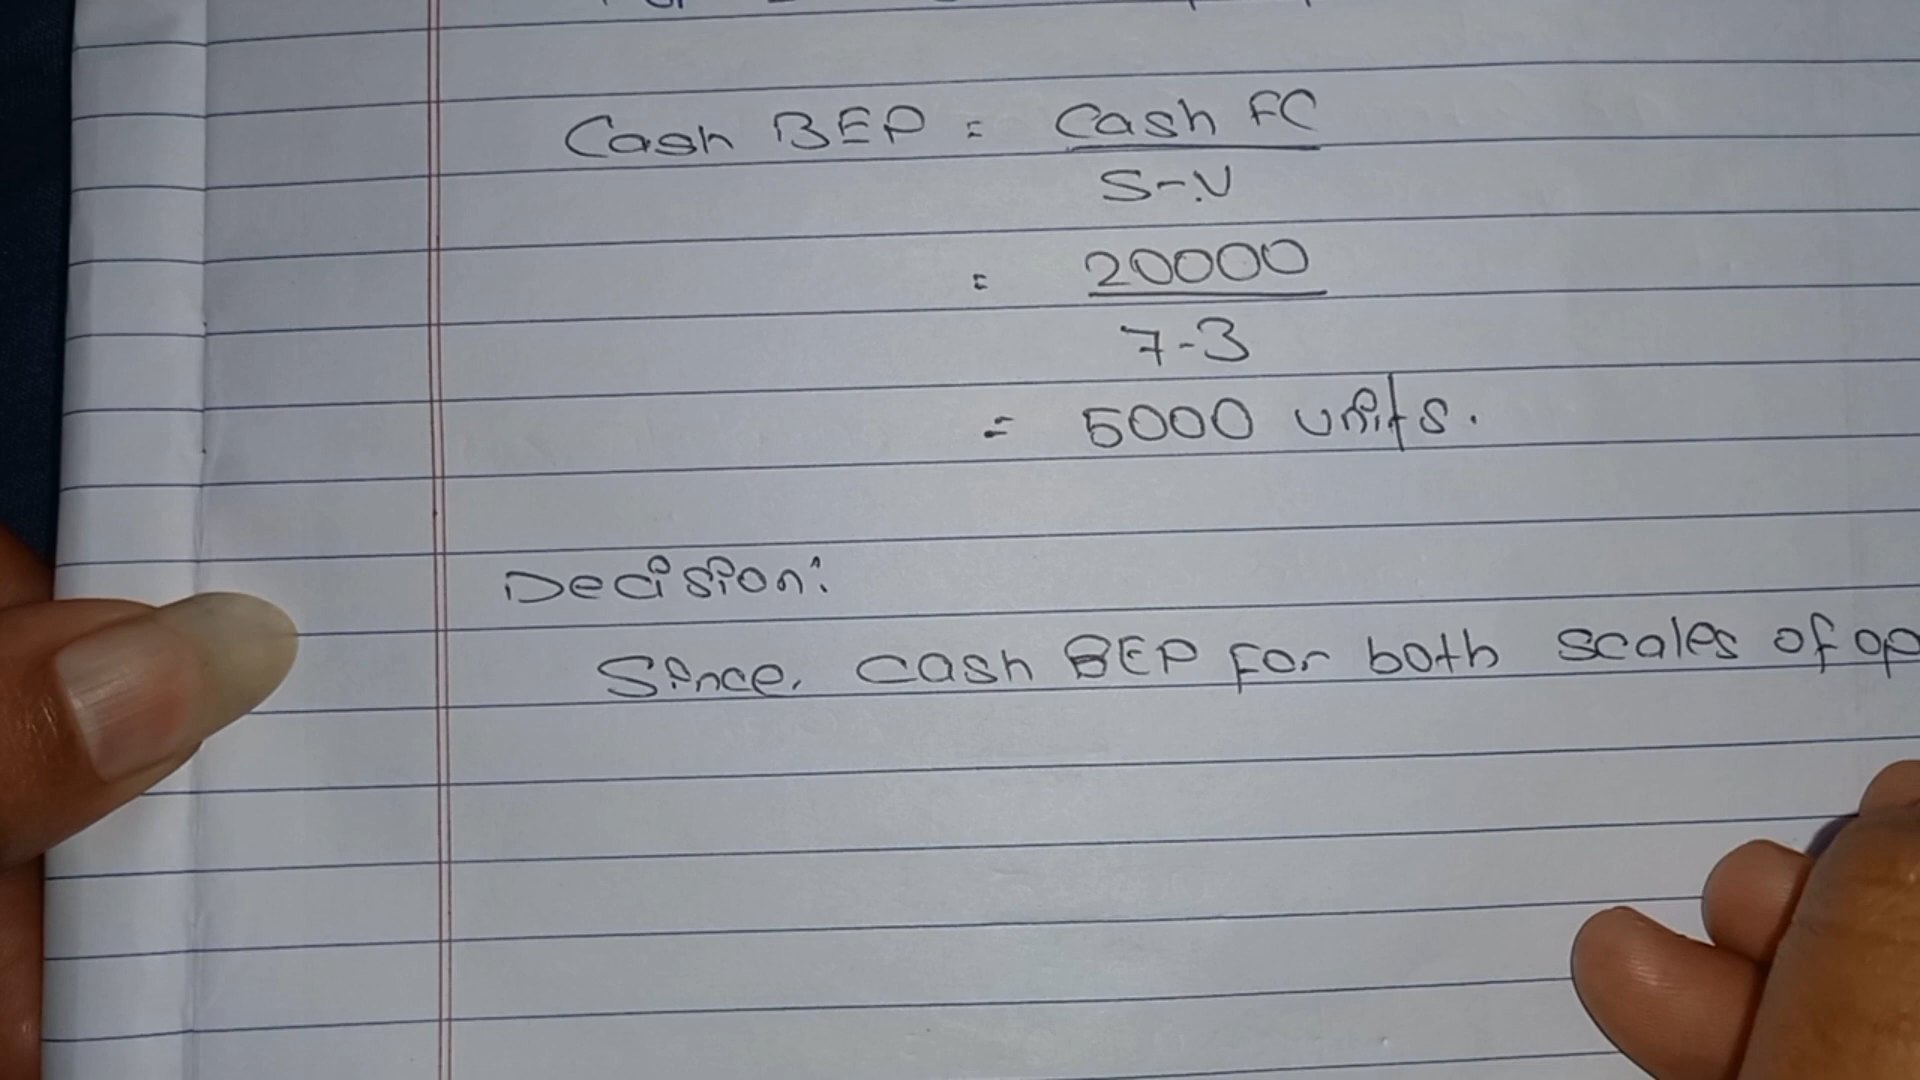 Cash BEP = Cash FC
S-V
= 20000
7-3
= 5000 units.
Decision:
Since, cash BEP for both scales of op